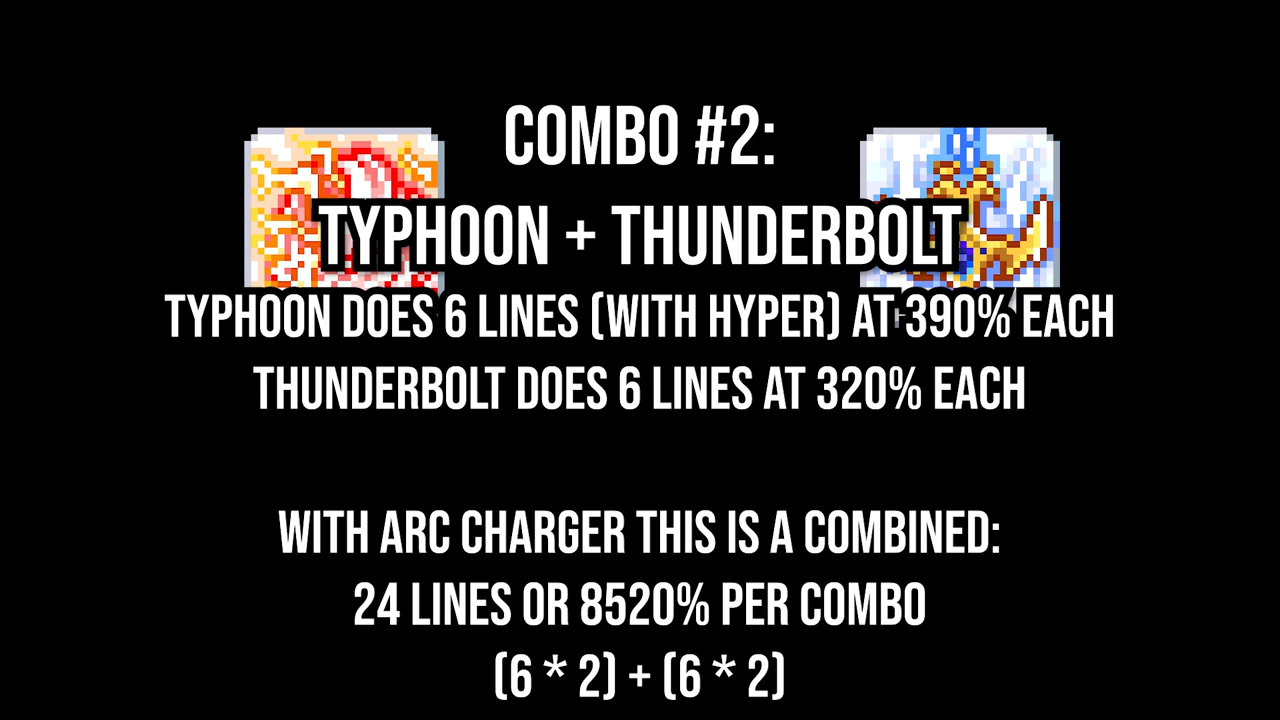 COMBO #2:
TYPHOON + THUNDERBOLT
TYPHOON DOES 6 LINES (WITH HYPER) AT 390% EACH
THUNDERBOLT DOES 6 LINES AT 320% EACH
WITH ARC CHARGER THIS IS A COMBINED:
24 LINES OR 8520% PER COMBO
(6 * 2) + (6 * 2)